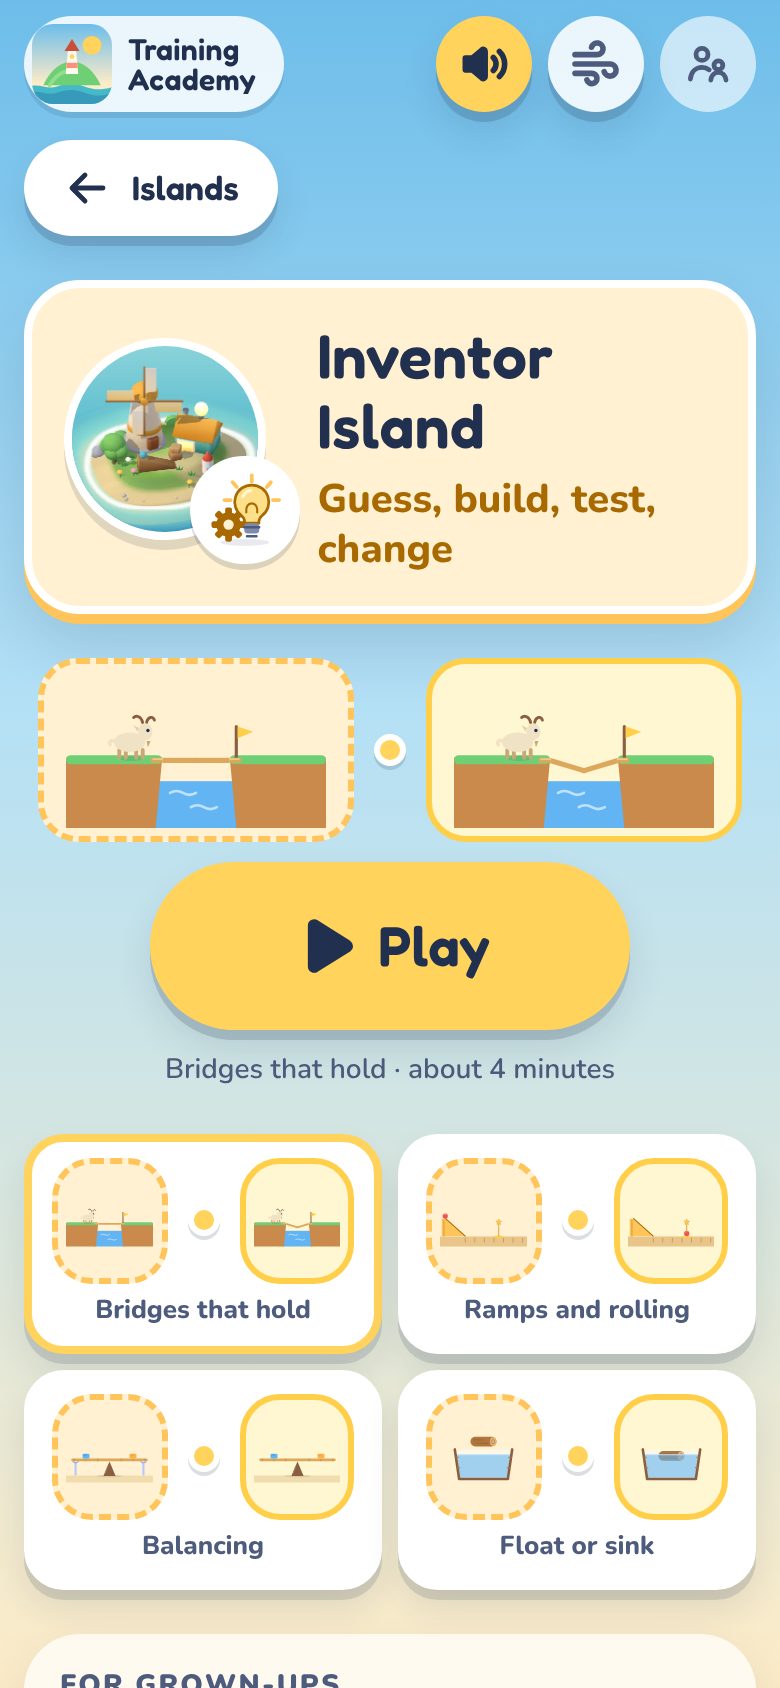 Training
Academy
Islands
Inventor
Island
Guess, build, test,
change
Play
Bridges that hold · about 4 minutes
Bridges that hold
Ramps and rolling
Balancing
Float or sink
FOR GROWN-UPS